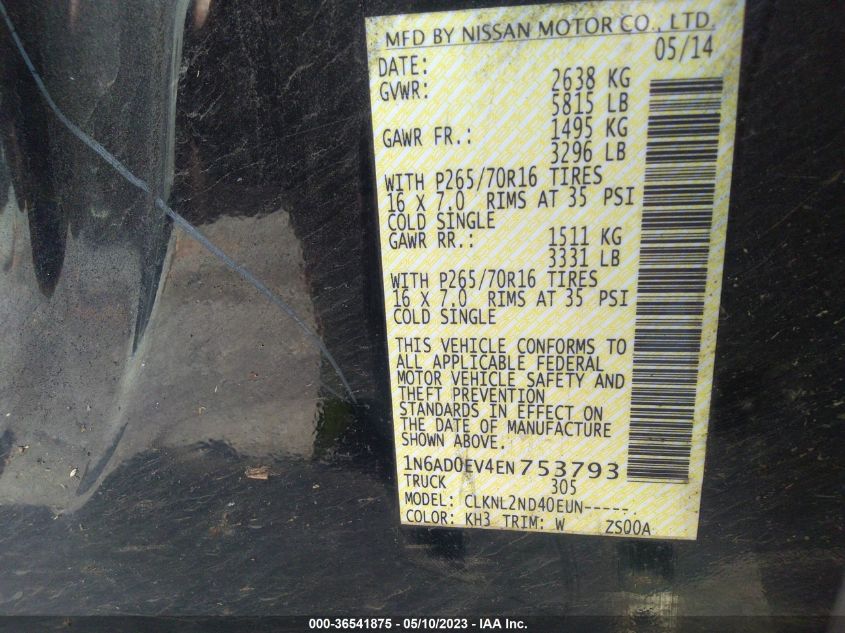 MFD BY NISSAN MOTOR CO., LTD.
DATE: 05/14
GVWR: 2638 KG
5815 LB
GAWR FR.: 1495 KG
3296 LB
WITH P265/70R16 TIRES
16 X 7.0 RIMS AT 35 PSI
COLD SINGLE
GAWR RR.: 1511 KG
3331 LB
WITH P265/70R16 TIRES
16 X 7.0 RIMS AT 35 PSI
COLD SINGLE
THIS VEHICLE CONFORMS TO
ALL APPLICABLE FEDERAL
MOTOR VEHICLE SAFETY AND
THEFT PREVENTION
STANDARDS IN EFFECT ON
THE DATE OF MANUFACTURE
SHOWN ABOVE.
1N6AD0EV4EN753793
TRUCK 305
MODEL: CLKNL2ND40EUN-----
COLOR: KH3 TRIM: W ZS00A
000-36541875 - 05/10/2023 - IAA Inc.